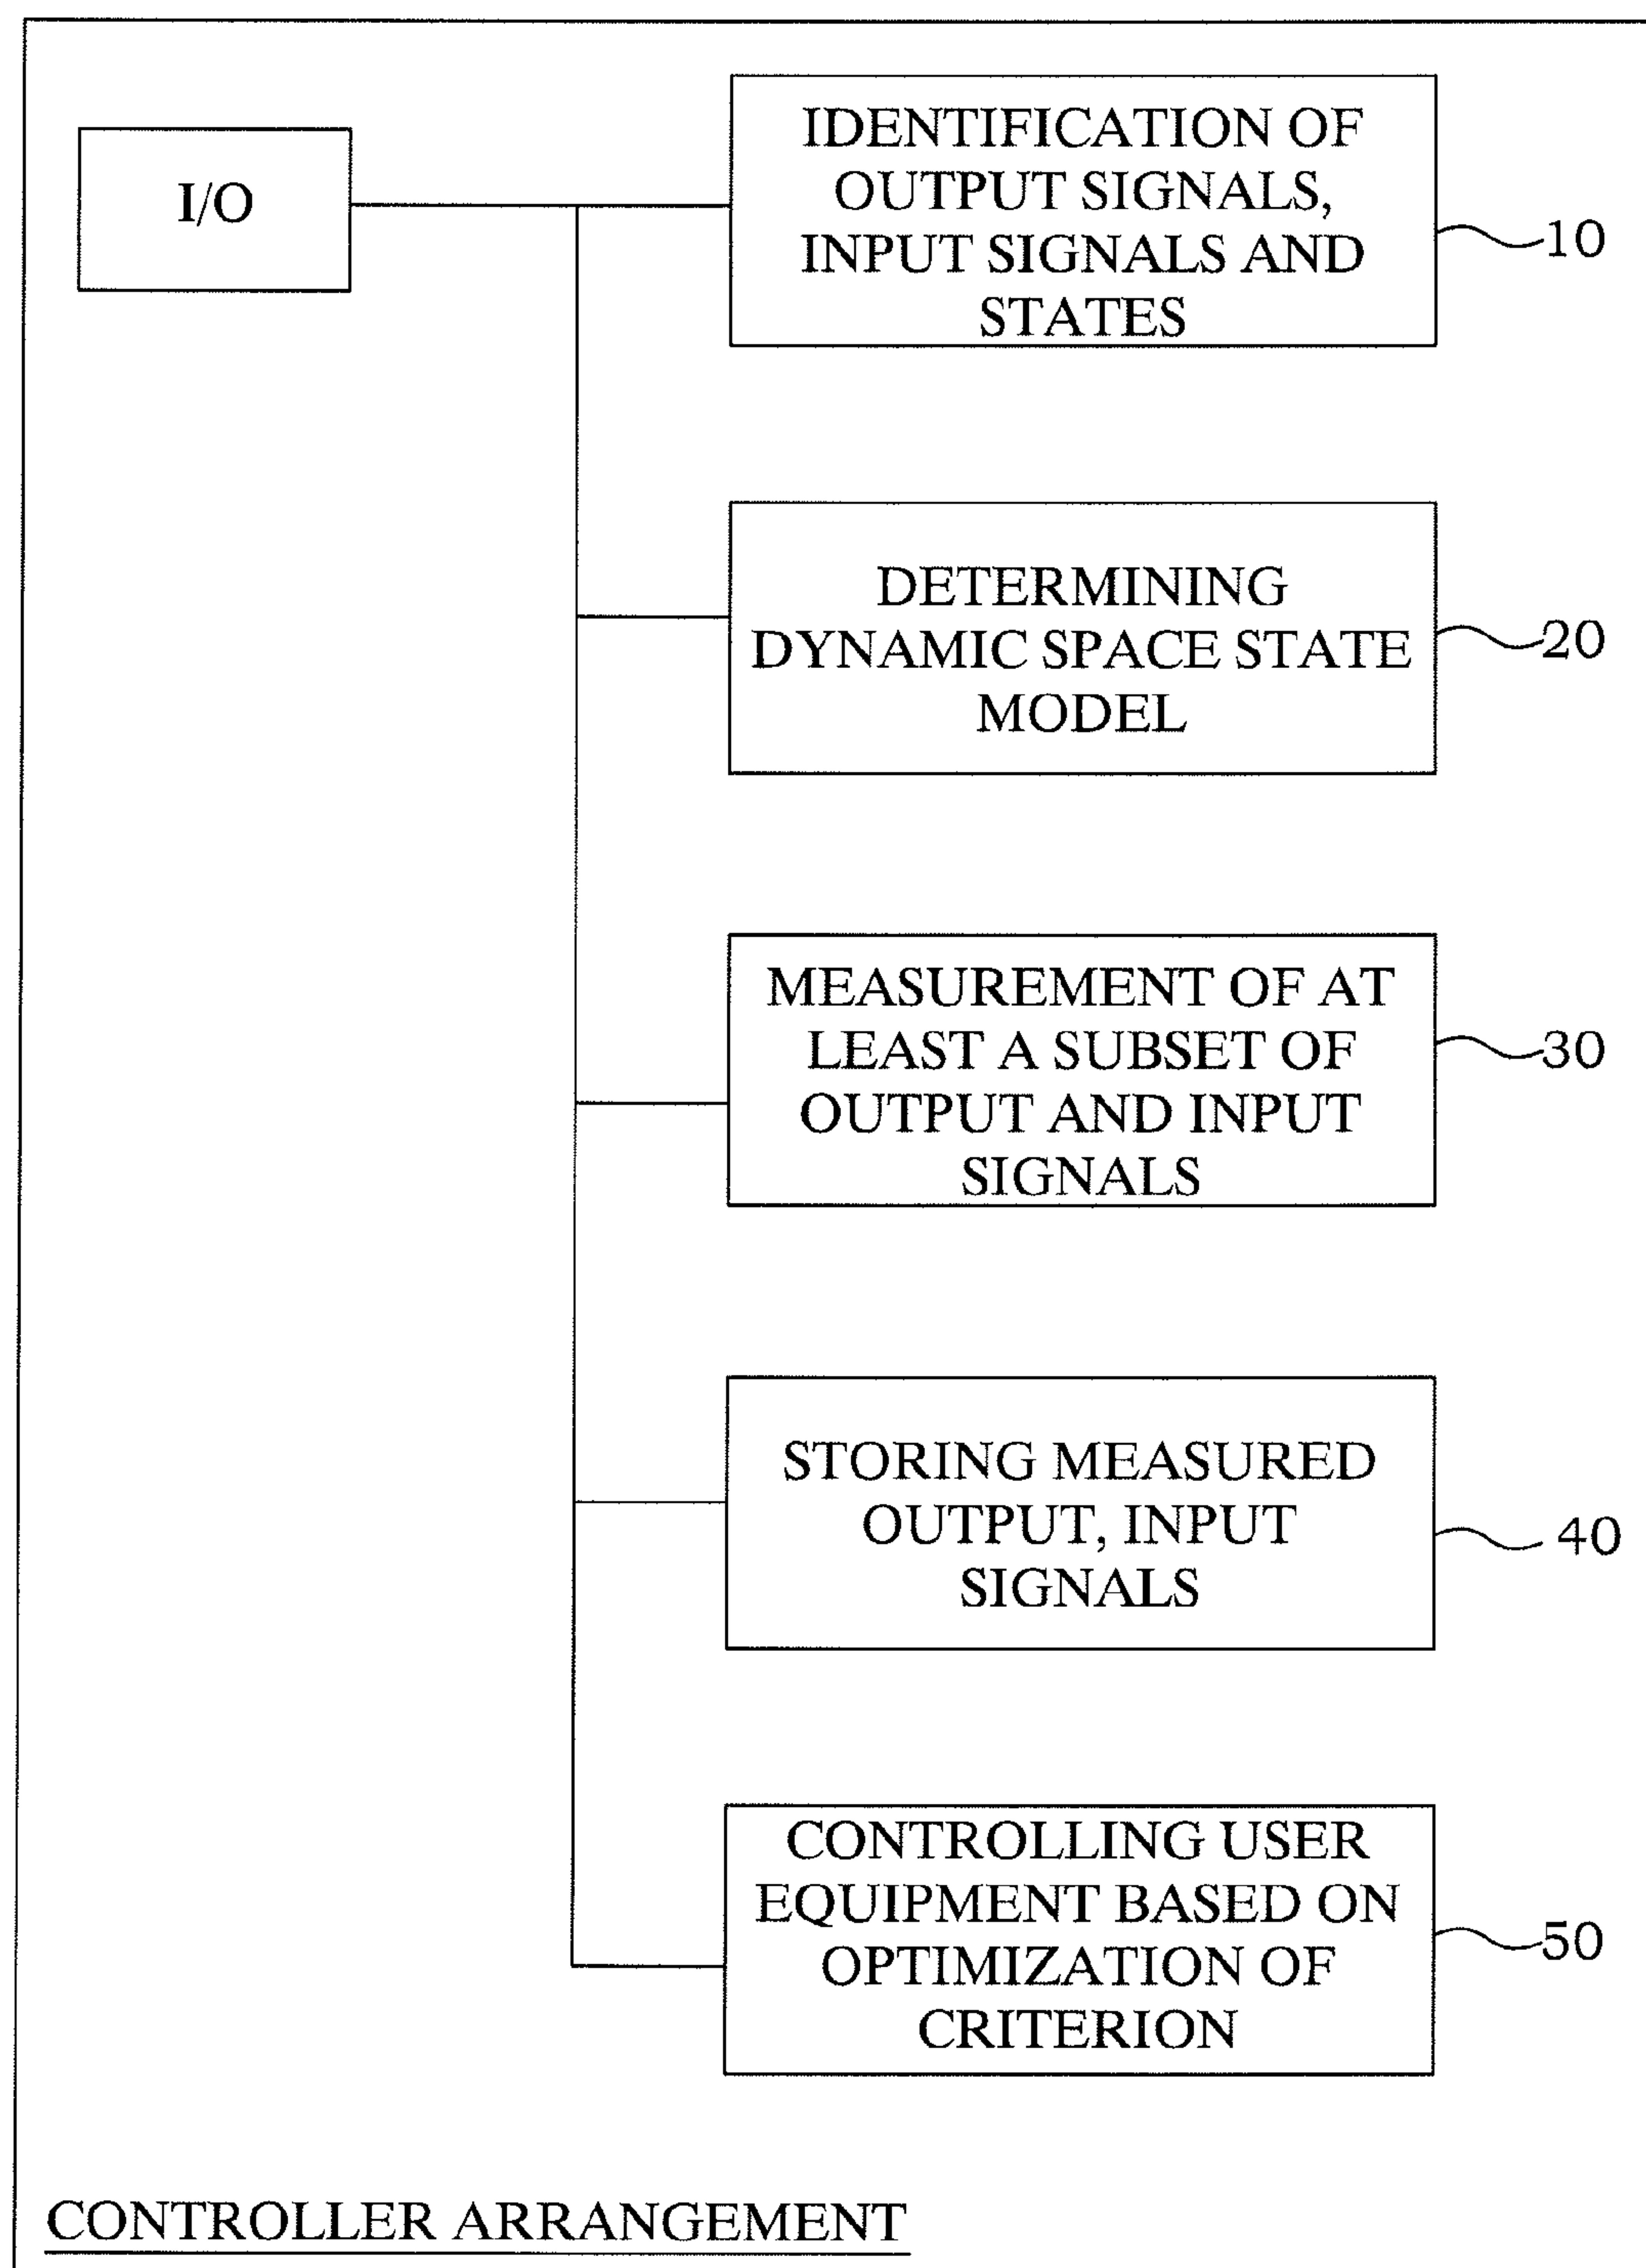 I/O
IDENTIFICATION OF
OUTPUT SIGNALS,
INPUT SIGNALS AND
STATES
10
DETERMINING
DYNAMIC SPACE STATE
MODEL
20
MEASUREMENT OF AT
LEAST A SUBSET OF
OUTPUT AND INPUT
SIGNALS
30
STORING MEASURED
OUTPUT, INPUT
SIGNALS
40
CONTROLLING USER
EQUIPMENT BASED ON
OPTIMIZATION OF
CRITERION
50
CONTROLLER ARRANGEMENT